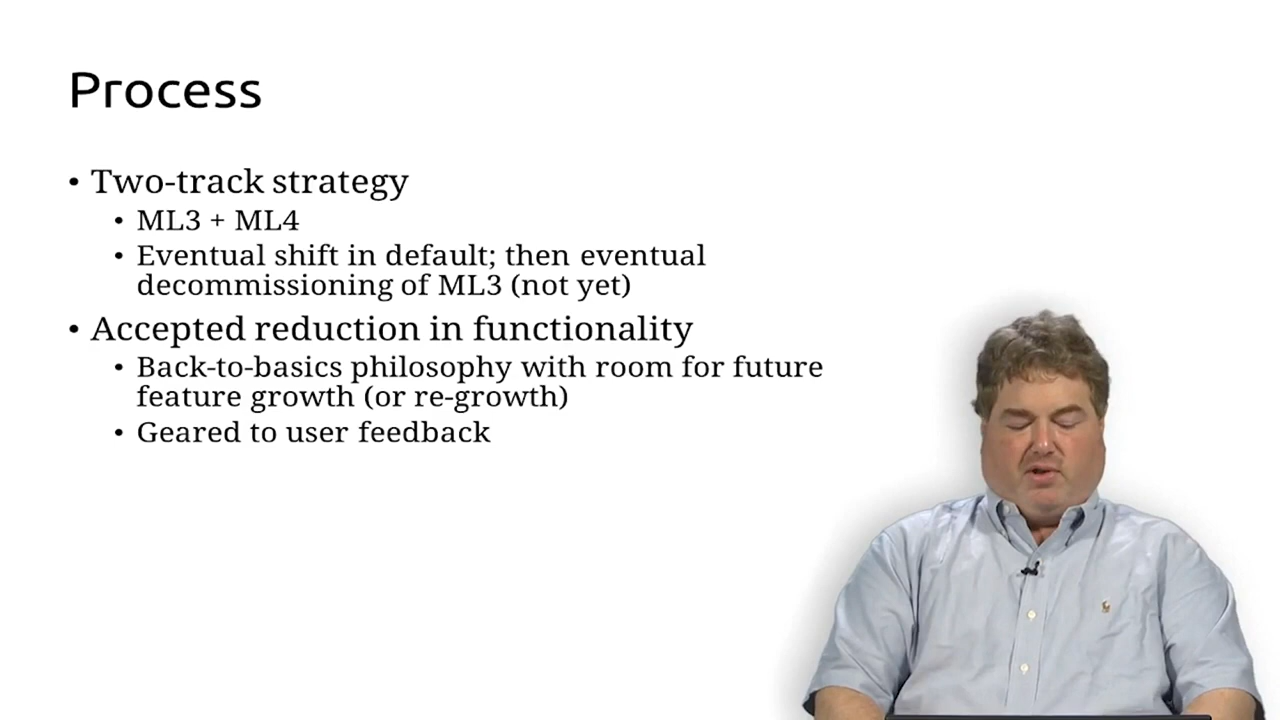 Process
• Two-track strategy
• ML3 + ML4
• Eventual shift in default; then eventual
decommissioning of ML3 (not yet)
• Accepted reduction in functionality
• Back-to-basics philosophy with room for future
feature growth (or re-growth)
• Geared to user feedback